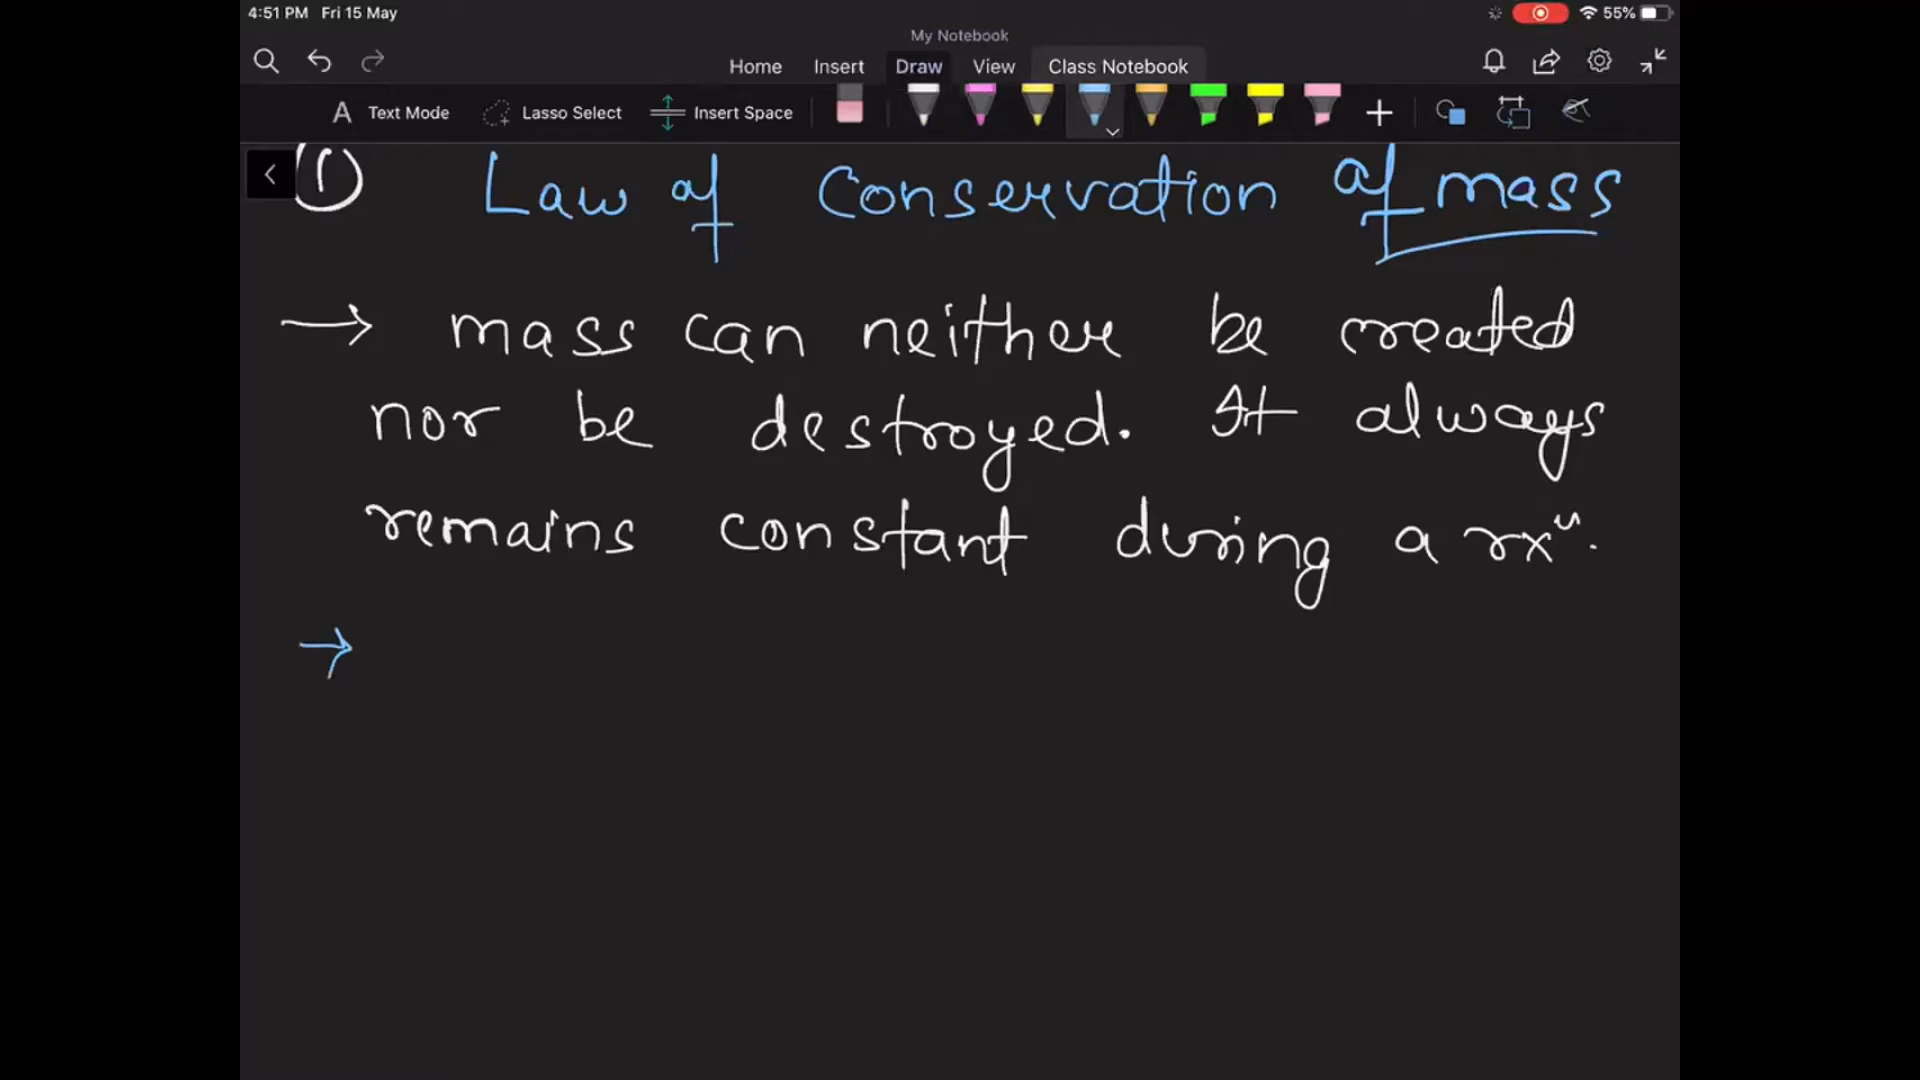 4:51 PM Fri 15 May 55%
My Notebook
Home Insert Draw View Class Notebook
A Text Mode Lasso Select Insert Space
① Law of Conservation of mass
→ mass can neither be created
nor be destroyed. It always
remains constant during a rxⁿ.
→